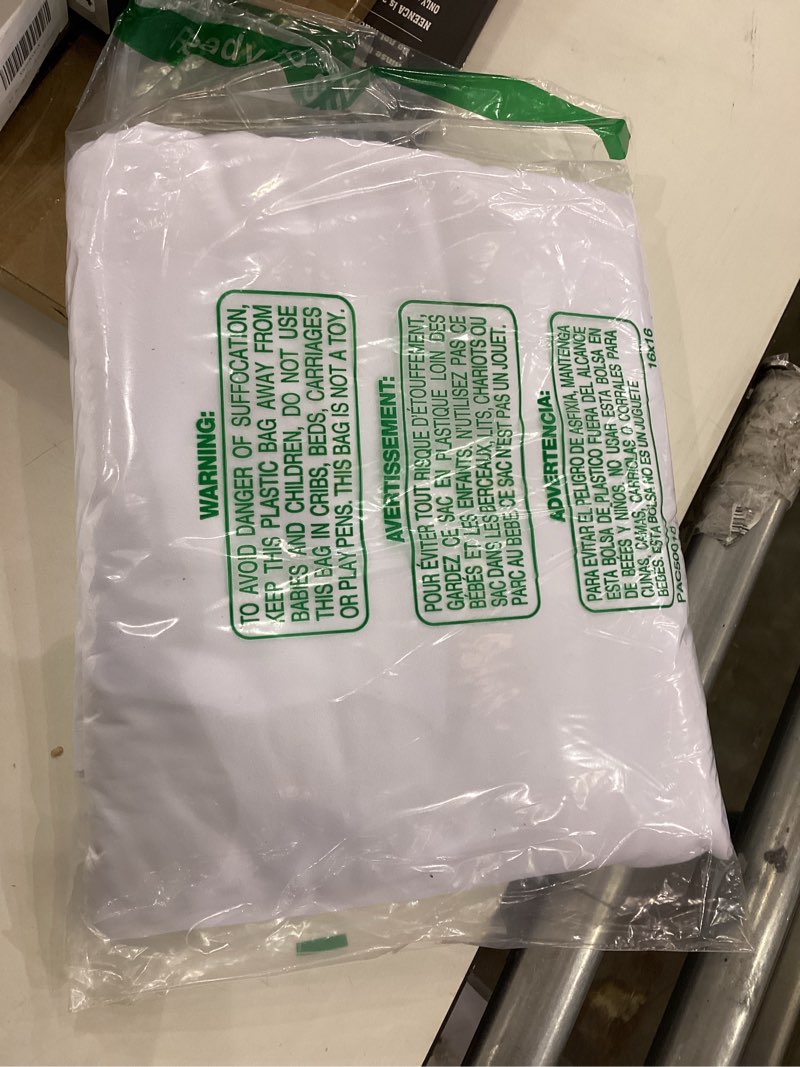 Ready
NEENCA is
ONLY
WARNING:
TO AVOID DANGER OF SUFFOCATION,
KEEP THIS PLASTIC BAG AWAY FROM
BABIES AND CHILDREN, DO NOT USE
THIS BAG IN CRIBS, BEDS, CARRIAGES
OR PLAY PENS. THIS BAG IS NOT A TOY.
AVERTISSEMENT:
POUR ÉVITER TOUT RISQUE D'ÉTOUFFEMENT,
GARDEZ CE SAC EN PLASTIQUE LOIN DES
BÉBÉS ET LES ENFANTS, N'UTILISEZ PAS CE
SAC DANS LES BERCEAUX, LITS, CHARIOTS OU
PARC AU BÉBÉ. CE SAC N'EST PAS UN JOUET.
ADVERTENCIA:
PARA EVITAR EL PELIGRO DE ASFIXIA, MANTENGA
ESTA BOLSA DE PLASTICO FUERA DEL ALCANCE
DE BEBES Y NIÑOS. NO USAR ESTA BOLSA EN
CUNAS, CAMAS, CARRIOLAS O CORRALES PARA
BEBES. ESTA BOLSA NO ES UN JUGUETE
16x16